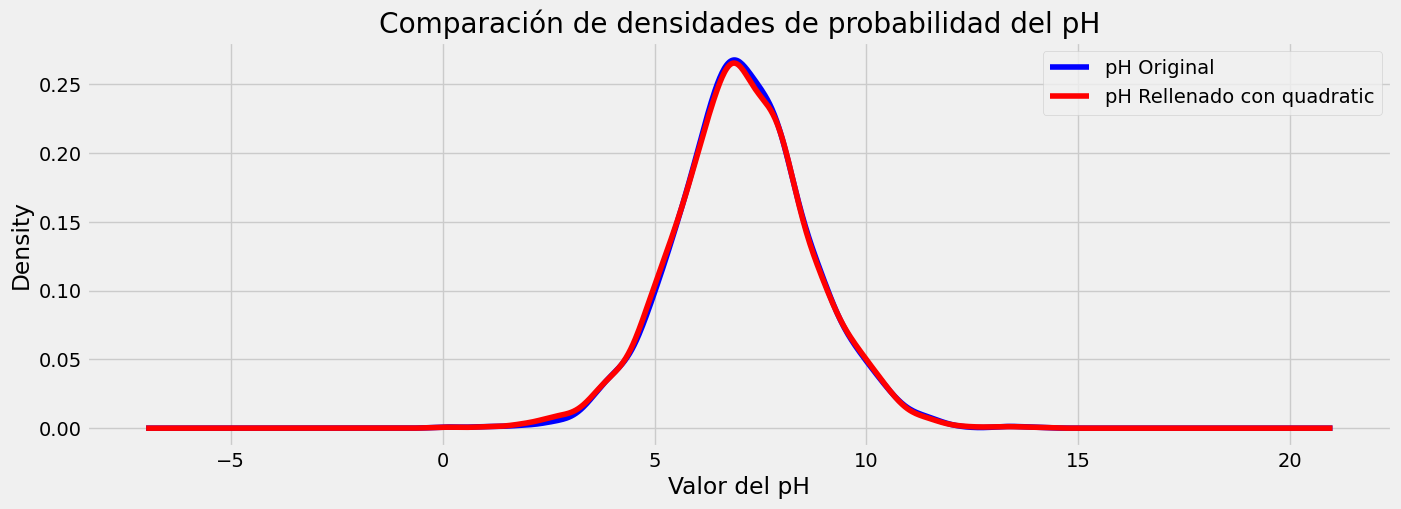 Comparación de densidades de probabilidad del pH
pH Original
pH Rellenado con quadratic
Density
0.25
0.20
0.15
0.10
0.05
0.00
−5
0
5
10
15
20
Valor del pH